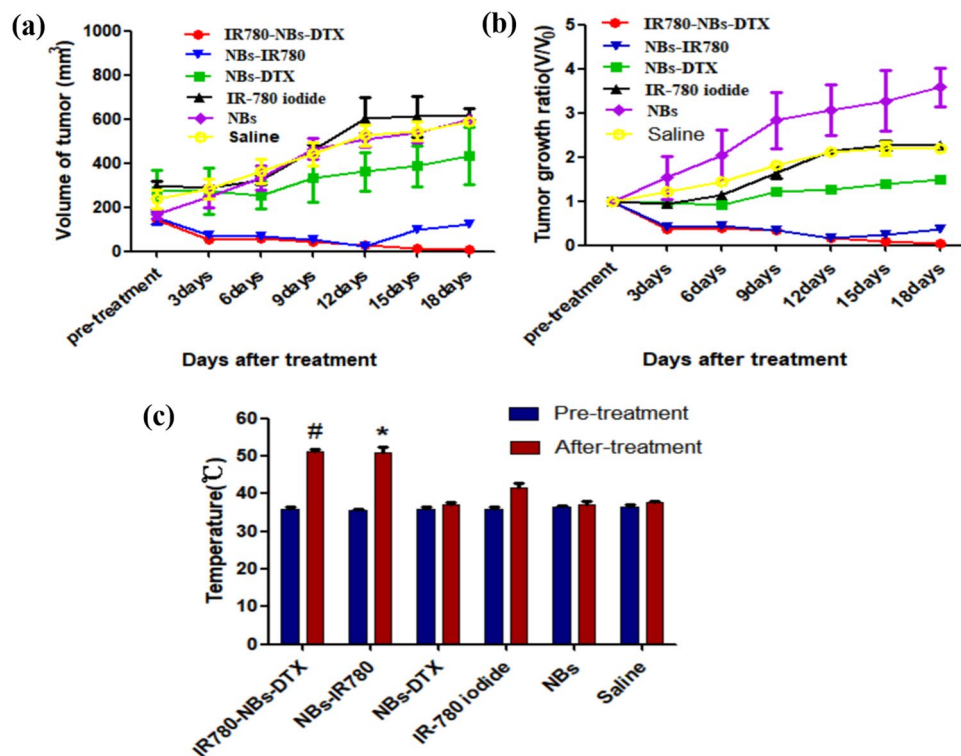 (a)
Volume of tumor (mm³)
1000
800
600
400
200
0
IR780-NBs-DTX
NBs-IR780
NBs-DTX
IR-780 iodide
NBs
Saline
pre-treatment
3days
6days
9days
12days
15days
18days
Days after treatment
(b)
Tumor growth ratio(V/V₀)
5
4
3
2
1
0
IR780-NBs-DTX
NBs-IR780
NBs-DTX
IR-780 iodide
NBs
Saline
pre-treatment
3days
6days
9days
12days
15days
18days
Days after treatment
(c)
Temperature(℃)
60
50
40
30
20
10
0
Pre-treatment
After-treatment
#
*
IR780-NBs-DTX
NBs-IR780
NBs-DTX
IR-780 iodide
NBs
Saline